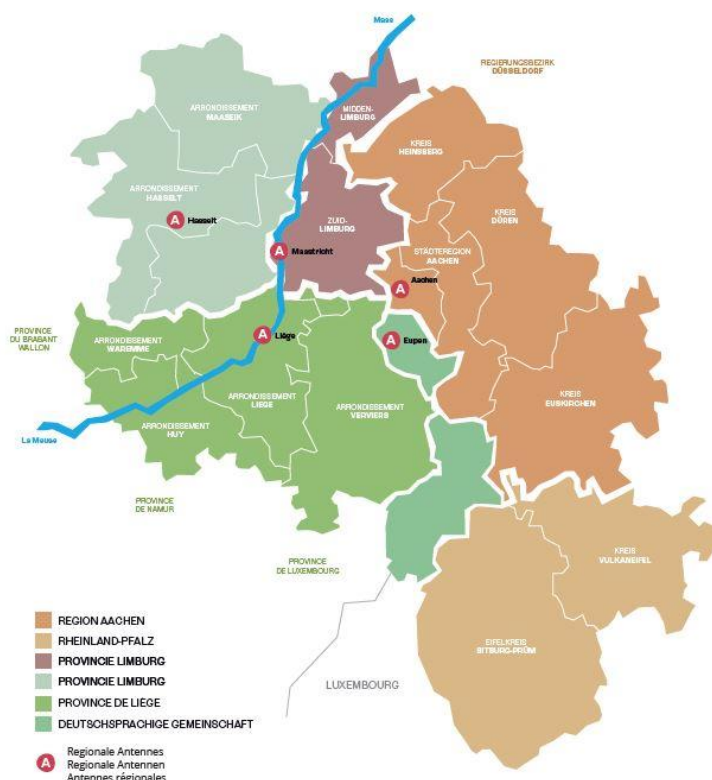 Maas
REGIERUNGSBEZIRK
DÜSSELDORF
ARRONDISSEMENT
MAASEIK
MIDDEN-
LIMBURG
KREIS
HEINSBERG
ARRONDISSEMENT
HASSELT
A Hasselt
ZUID-
LIMBURG
KREIS
DÜREN
A Maastricht
STÄDTEREGION
AACHEN
Aachen
A
PROVINCE
DU BRABANT
WALLON
ARRONDISSEMENT
WAREMME
A Liège
A Eupen
ARRONDISSEMENT
LIEGE
ARRONDISSEMENT
VERVIERS
KREIS
EUSKIRCHEN
ARRONDISSEMENT
HUY
La Meuse
PROVINCE
DE NAMUR
PROVINCE
DE LUXEMBOURG
KREIS
VULKANEIFEL
EIFELKREIS
BITBURG-PRÜM
LUXEMBOURG
REGION AACHEN
RHEINLAND-PFALZ
PROVINCIE LIMBURG
PROVINCIE LIMBURG
PROVINCE DE LIÈGE
DEUTSCHSPRACHIGE GEMEINSCHAFT
A
Regionale Antennes
Regionale Antennen
Antennes régionales